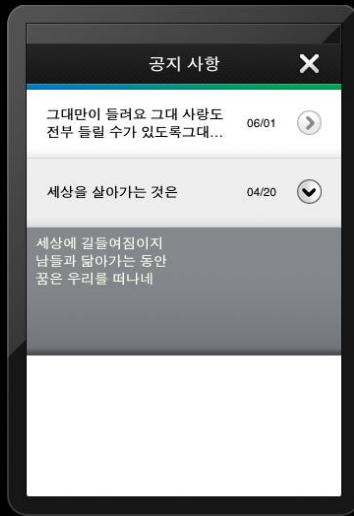 공지 사항
그대만이 들려요 그대 사랑도
전부 들릴 수가 있도록그대...
06/01
세상을 살아가는 것은
04/20
세상에 길들여짐이지
남들과 닮아가는 동안
꿈은 우리를 떠나네